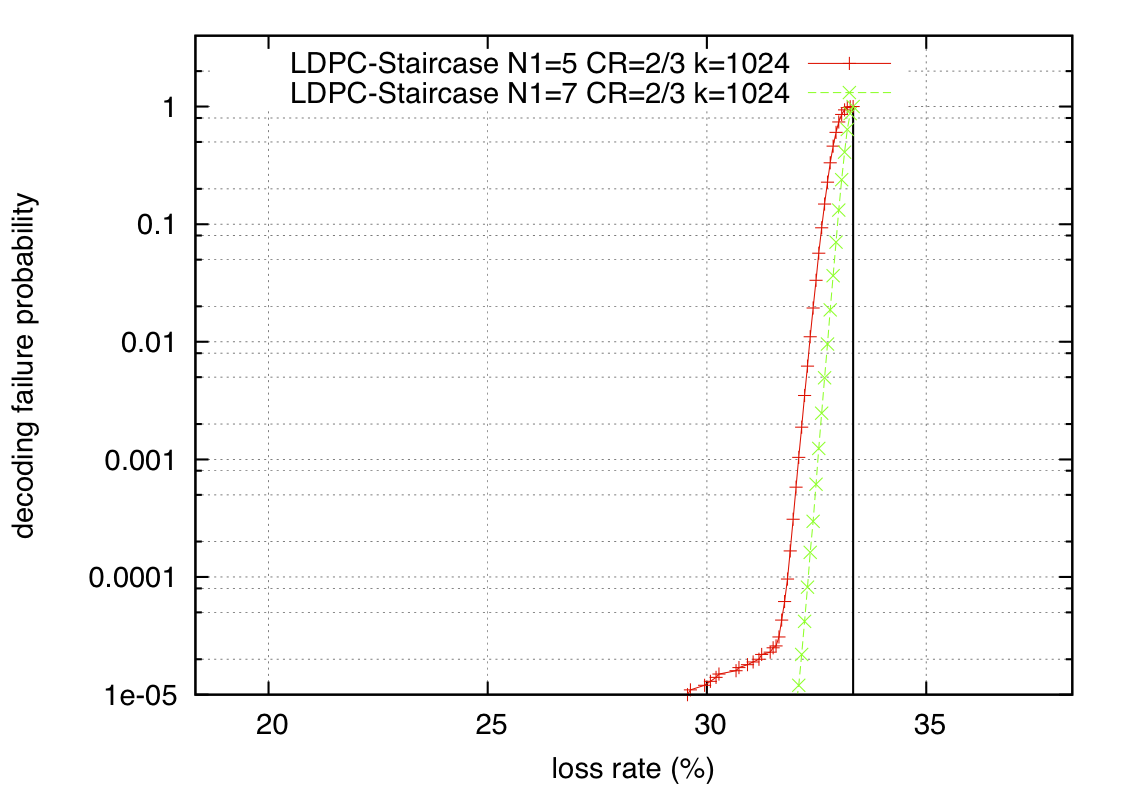 LDPC-Staircase N1=5 CR=2/3 k=1024
LDPC-Staircase N1=7 CR=2/3 k=1024
1
0.1
0.01
0.001
0.0001
1e-05
decoding failure probability
20 25 30 35
loss rate (%)